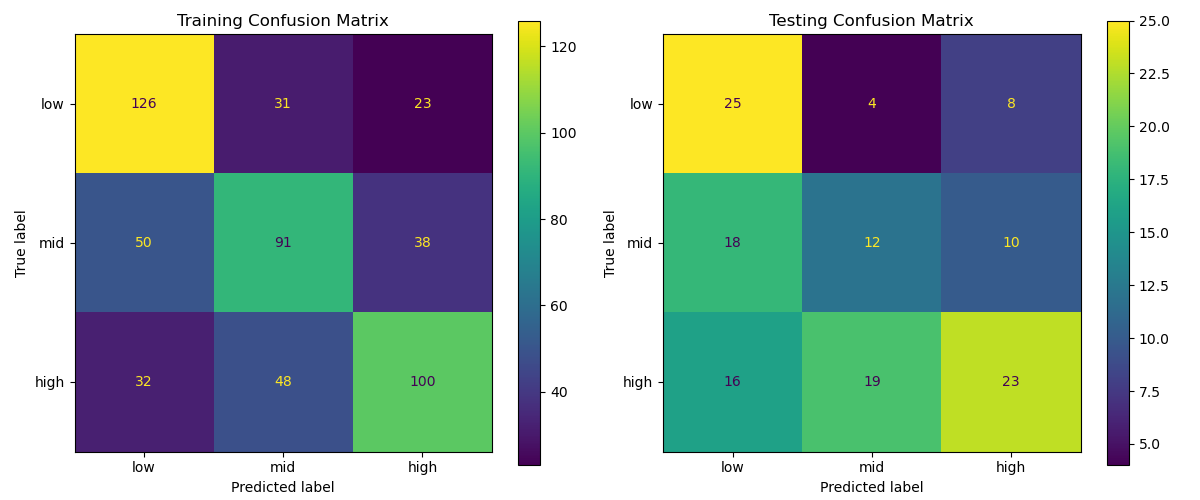 Training Confusion Matrix
low 126 31 23
mid 50 91 38
high 32 48 100
low mid high
Predicted label
True label
120
100
80
60
40
Testing Confusion Matrix
low 25 4 8
mid 18 12 10
high 16 19 23
low mid high
Predicted label
True label
25.0
22.5
20.0
17.5
15.0
12.5
10.0
7.5
5.0